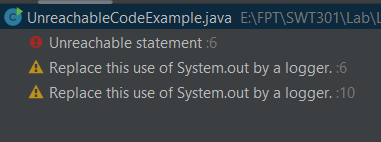 UnreachableCodeExample.java E:\FPT\SWT301\Lab\L
Unreachable statement :6
Replace this use of System.out by a logger. :6
Replace this use of System.out by a logger. :10